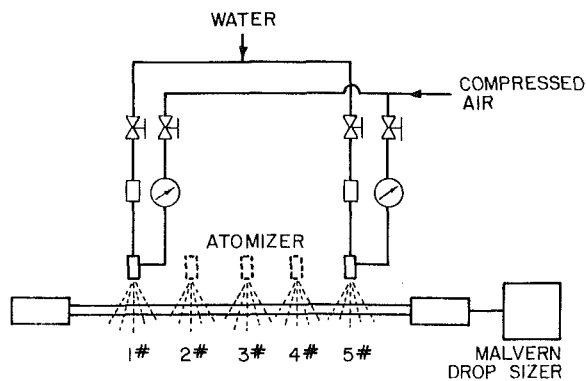 WATER
COMPRESSED
AIR
ATOMIZER
1# 2# 3# 4# 5#
MALVERN
DROP SIZER